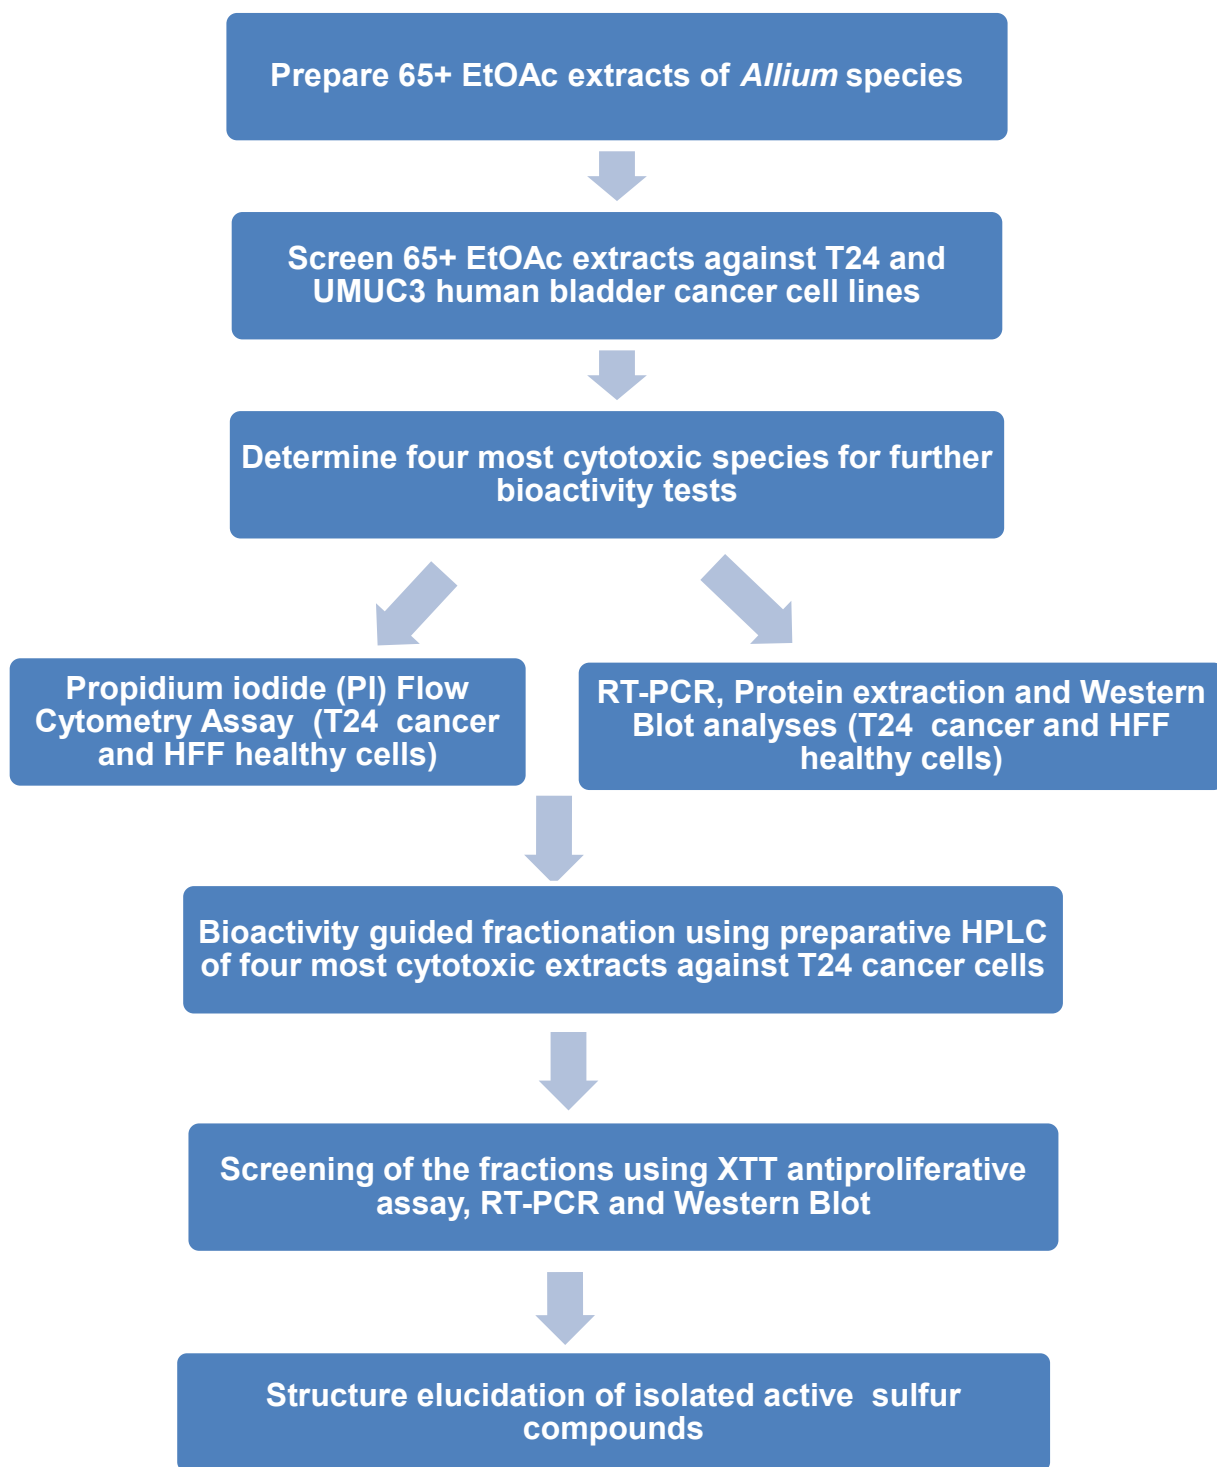 Prepare 65+ EtOAc extracts of Allium species
Screen 65+ EtOAc extracts against T24 and
UMUC3 human bladder cancer cell lines
Determine four most cytotoxic species for further
bioactivity tests
Propidium iodide (PI) Flow
Cytometry Assay (T24 cancer
and HFF healthy cells)
RT-PCR, Protein extraction and Western
Blot analyses (T24 cancer and HFF
healthy cells)
Bioactivity guided fractionation using preparative HPLC
of four most cytotoxic extracts against T24 cancer cells
Screening of the fractions using XTT antiproliferative
assay, RT-PCR and Western Blot
Structure elucidation of isolated active sulfur
compounds